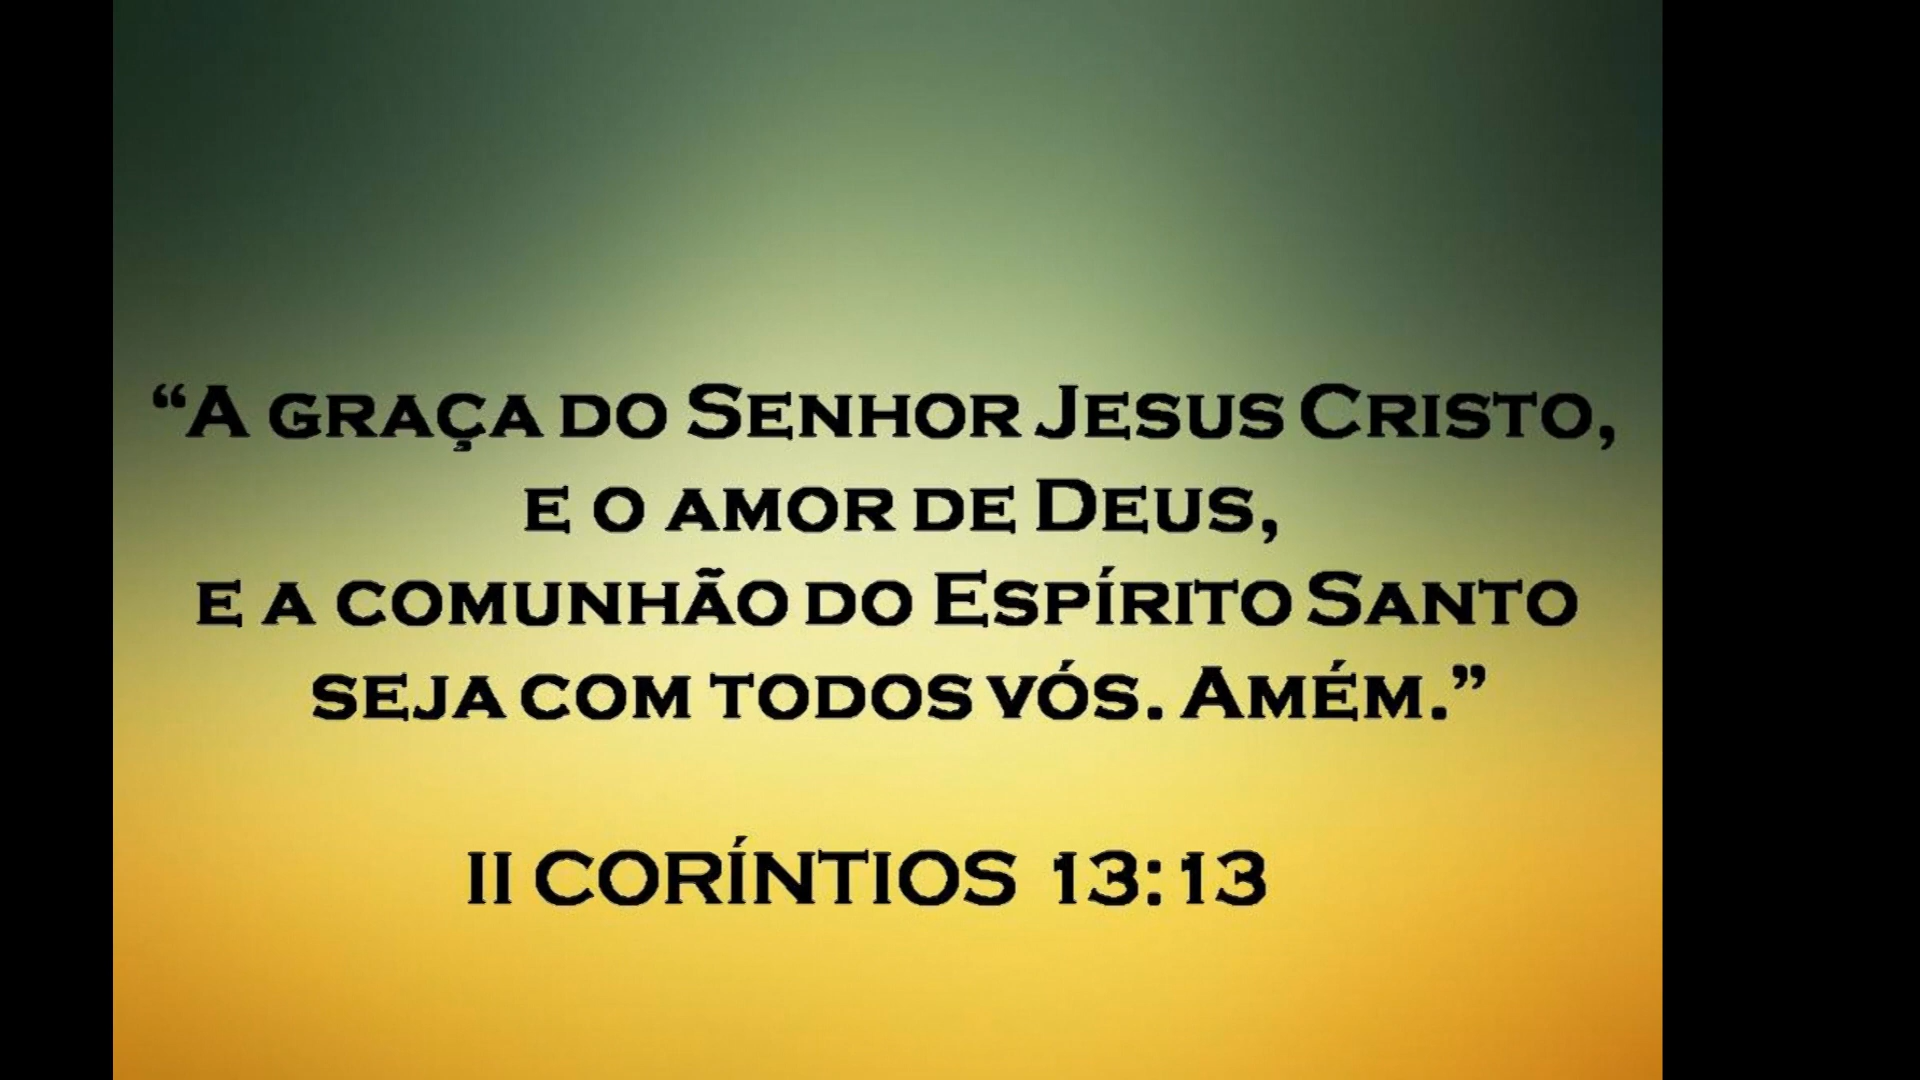 “A graça do Senhor Jesus Cristo,
e o amor de Deus,
e a comunhão do Espírito Santo
seja com todos vós. Amém.”
II CORÍNTIOS 13:13